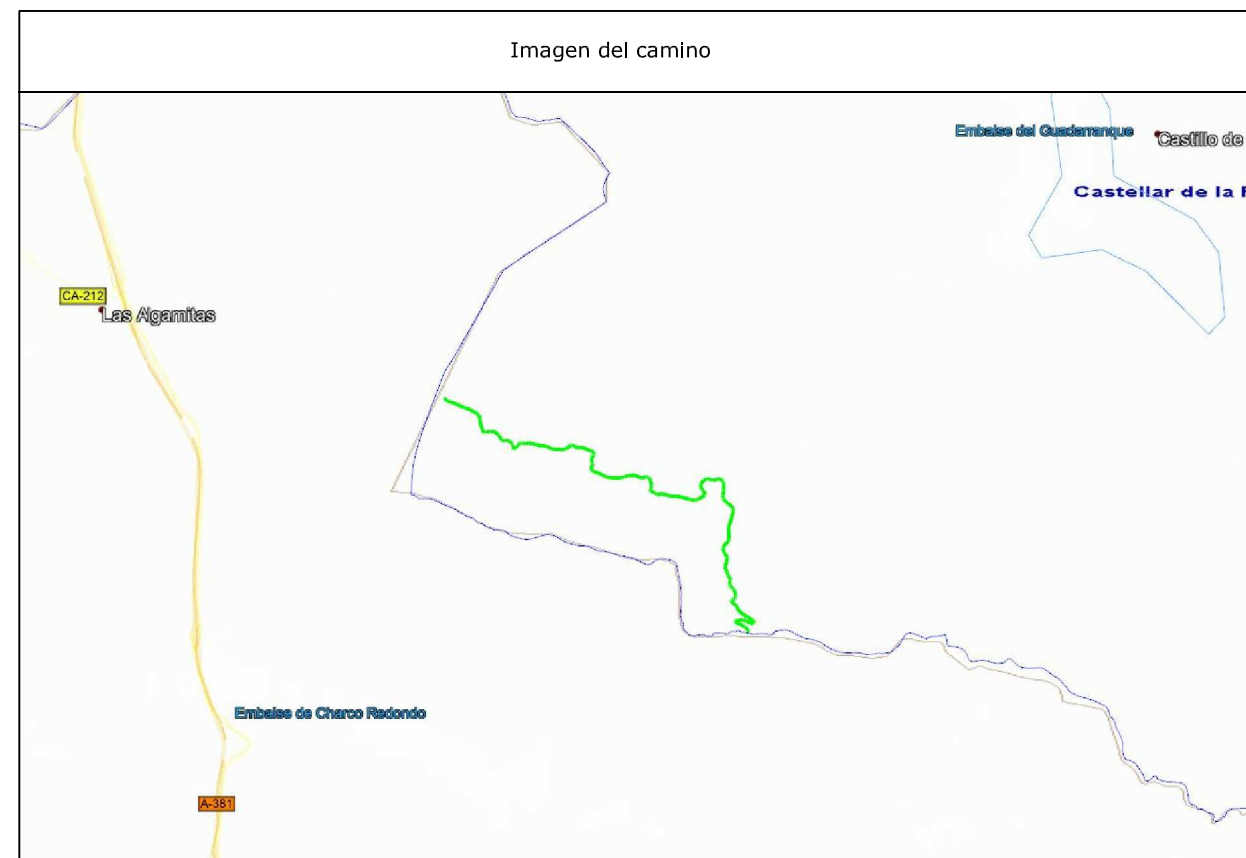 Imagen del camino
Embalse del Guadarranque
Castillo de
Castellar de la F
CA-212
Las Algamitas
Embalse de Charco Redondo
A-381